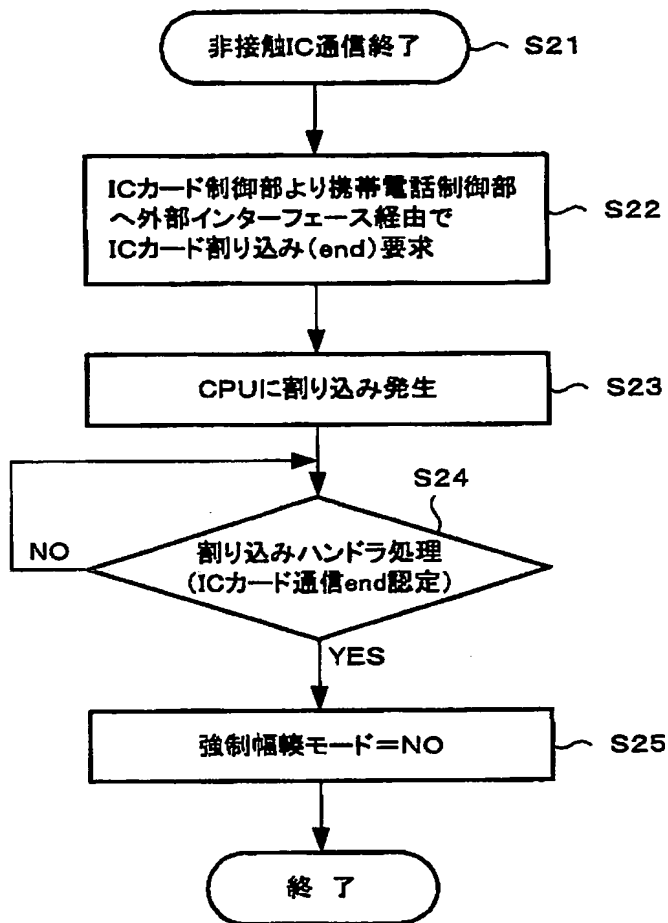 非接触IC通信終了
S21
ICカード制御部より携帯電話制御部
へ外部インターフェース経由で
ICカード割り込み(end)要求
S22
CPUに割り込み発生
S23
S24
NO
割り込みハンドラ処理
(ICカード通信end認定)
YES
強制輻輳モード=NO
S25
終 了